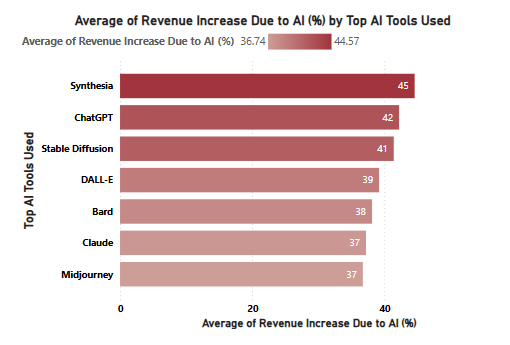 Average of Revenue Increase Due to AI (%) by Top AI Tools Used
Average of Revenue Increase Due to AI (%) 36.74 44.57
Synthesia 45
ChatGPT 42
Stable Diffusion 41
DALL-E 39
Bard 38
Claude 37
Midjourney 37
Top AI Tools Used
0 20 40
Average of Revenue Increase Due to AI (%)